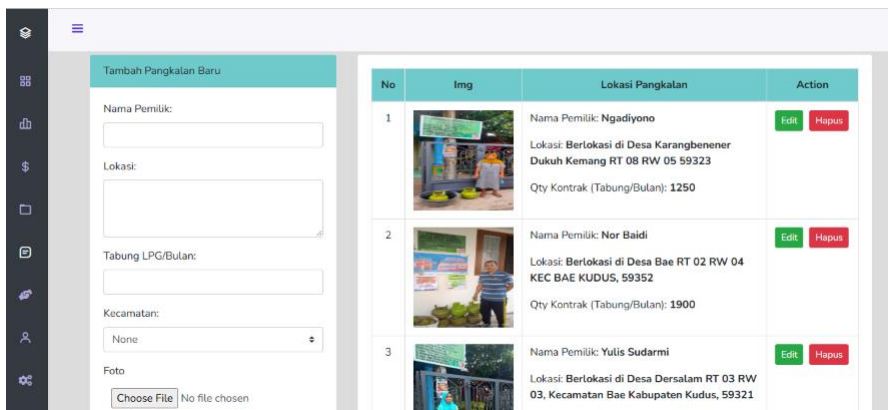 Tambah Pangkalan Baru
Nama Pemilik:
Lokasi:
Tabung LPG/Bulan:
Kecamatan:
None
Foto
Choose File No file chosen
No Img Lokasi Pangkalan Action
1 Nama Pemilik: Ngadiyono Edit Hapus
Lokasi: Berlokasi di Desa Karangbenener
Dukuh Kemang RT 08 RW 05 59323
Qty Kontrak (Tabung/Bulan): 1250
2 Nama Pemilik: Nor Baidi Edit Hapus
Lokasi: Berlokasi di Desa Bae RT 02 RW 04
KEC BAE KUDUS, 59352
Qty Kontrak (Tabung/Bulan): 1900
3 Nama Pemilik: Yulis Sudarmi Edit Hapus
Lokasi: Berlokasi di Desa Dersalam RT 03 RW
03, Kecamatan Bae Kabupaten Kudus, 59321